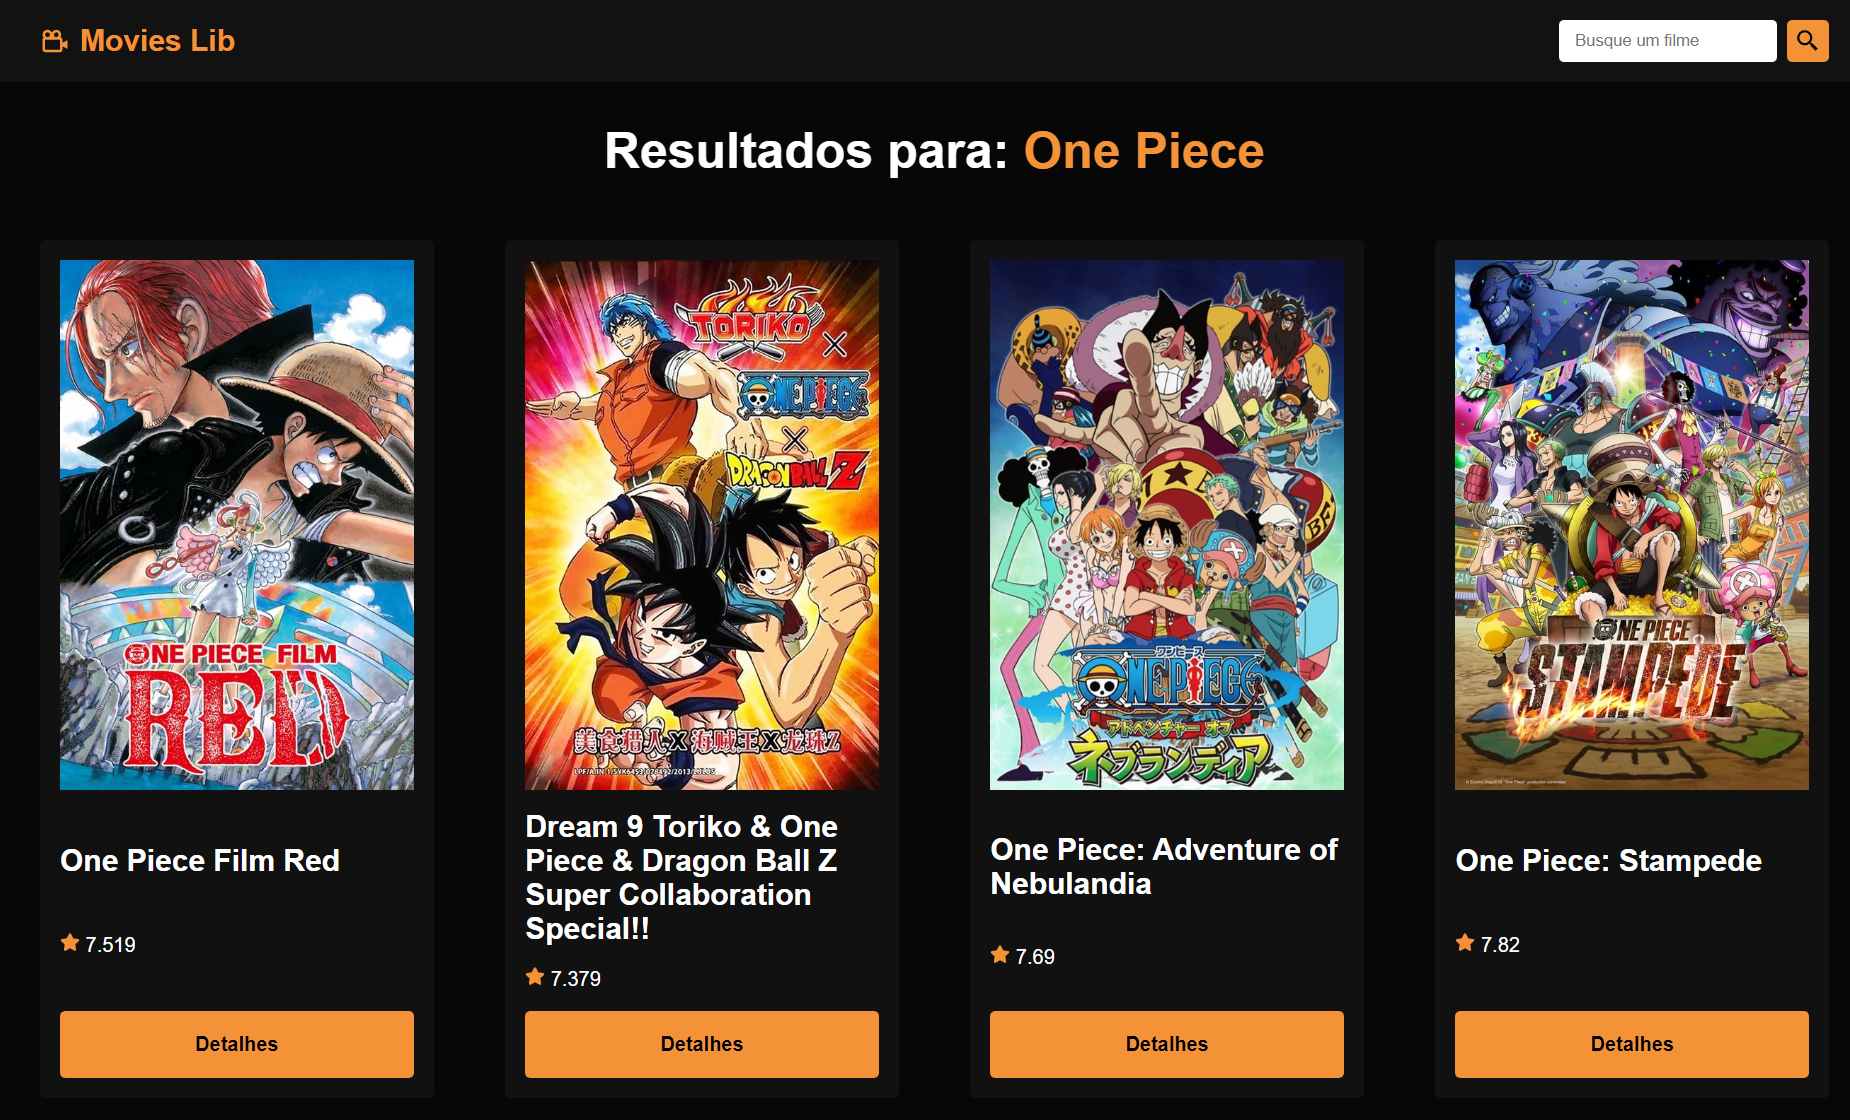 Movies Lib
Busque um filme
Resultados para: One Piece
ONE PIECE FILM
RED
TORIKO
X
ONE PIECE
X
DRAGONBALL Z
美食猎人X海贼王X龙珠Z
ワンピース
ONE PIECE
アドベンチャー オブ
ネブランディア
ONE PIECE
STAMPEDE
One Piece Film Red
Dream 9 Toriko & One
Piece & Dragon Ball Z
Super Collaboration
Special!!
One Piece: Adventure of
Nebulandia
One Piece: Stampede
7.519
7.379
7.69
7.82
Detalhes
Detalhes
Detalhes
Detalhes